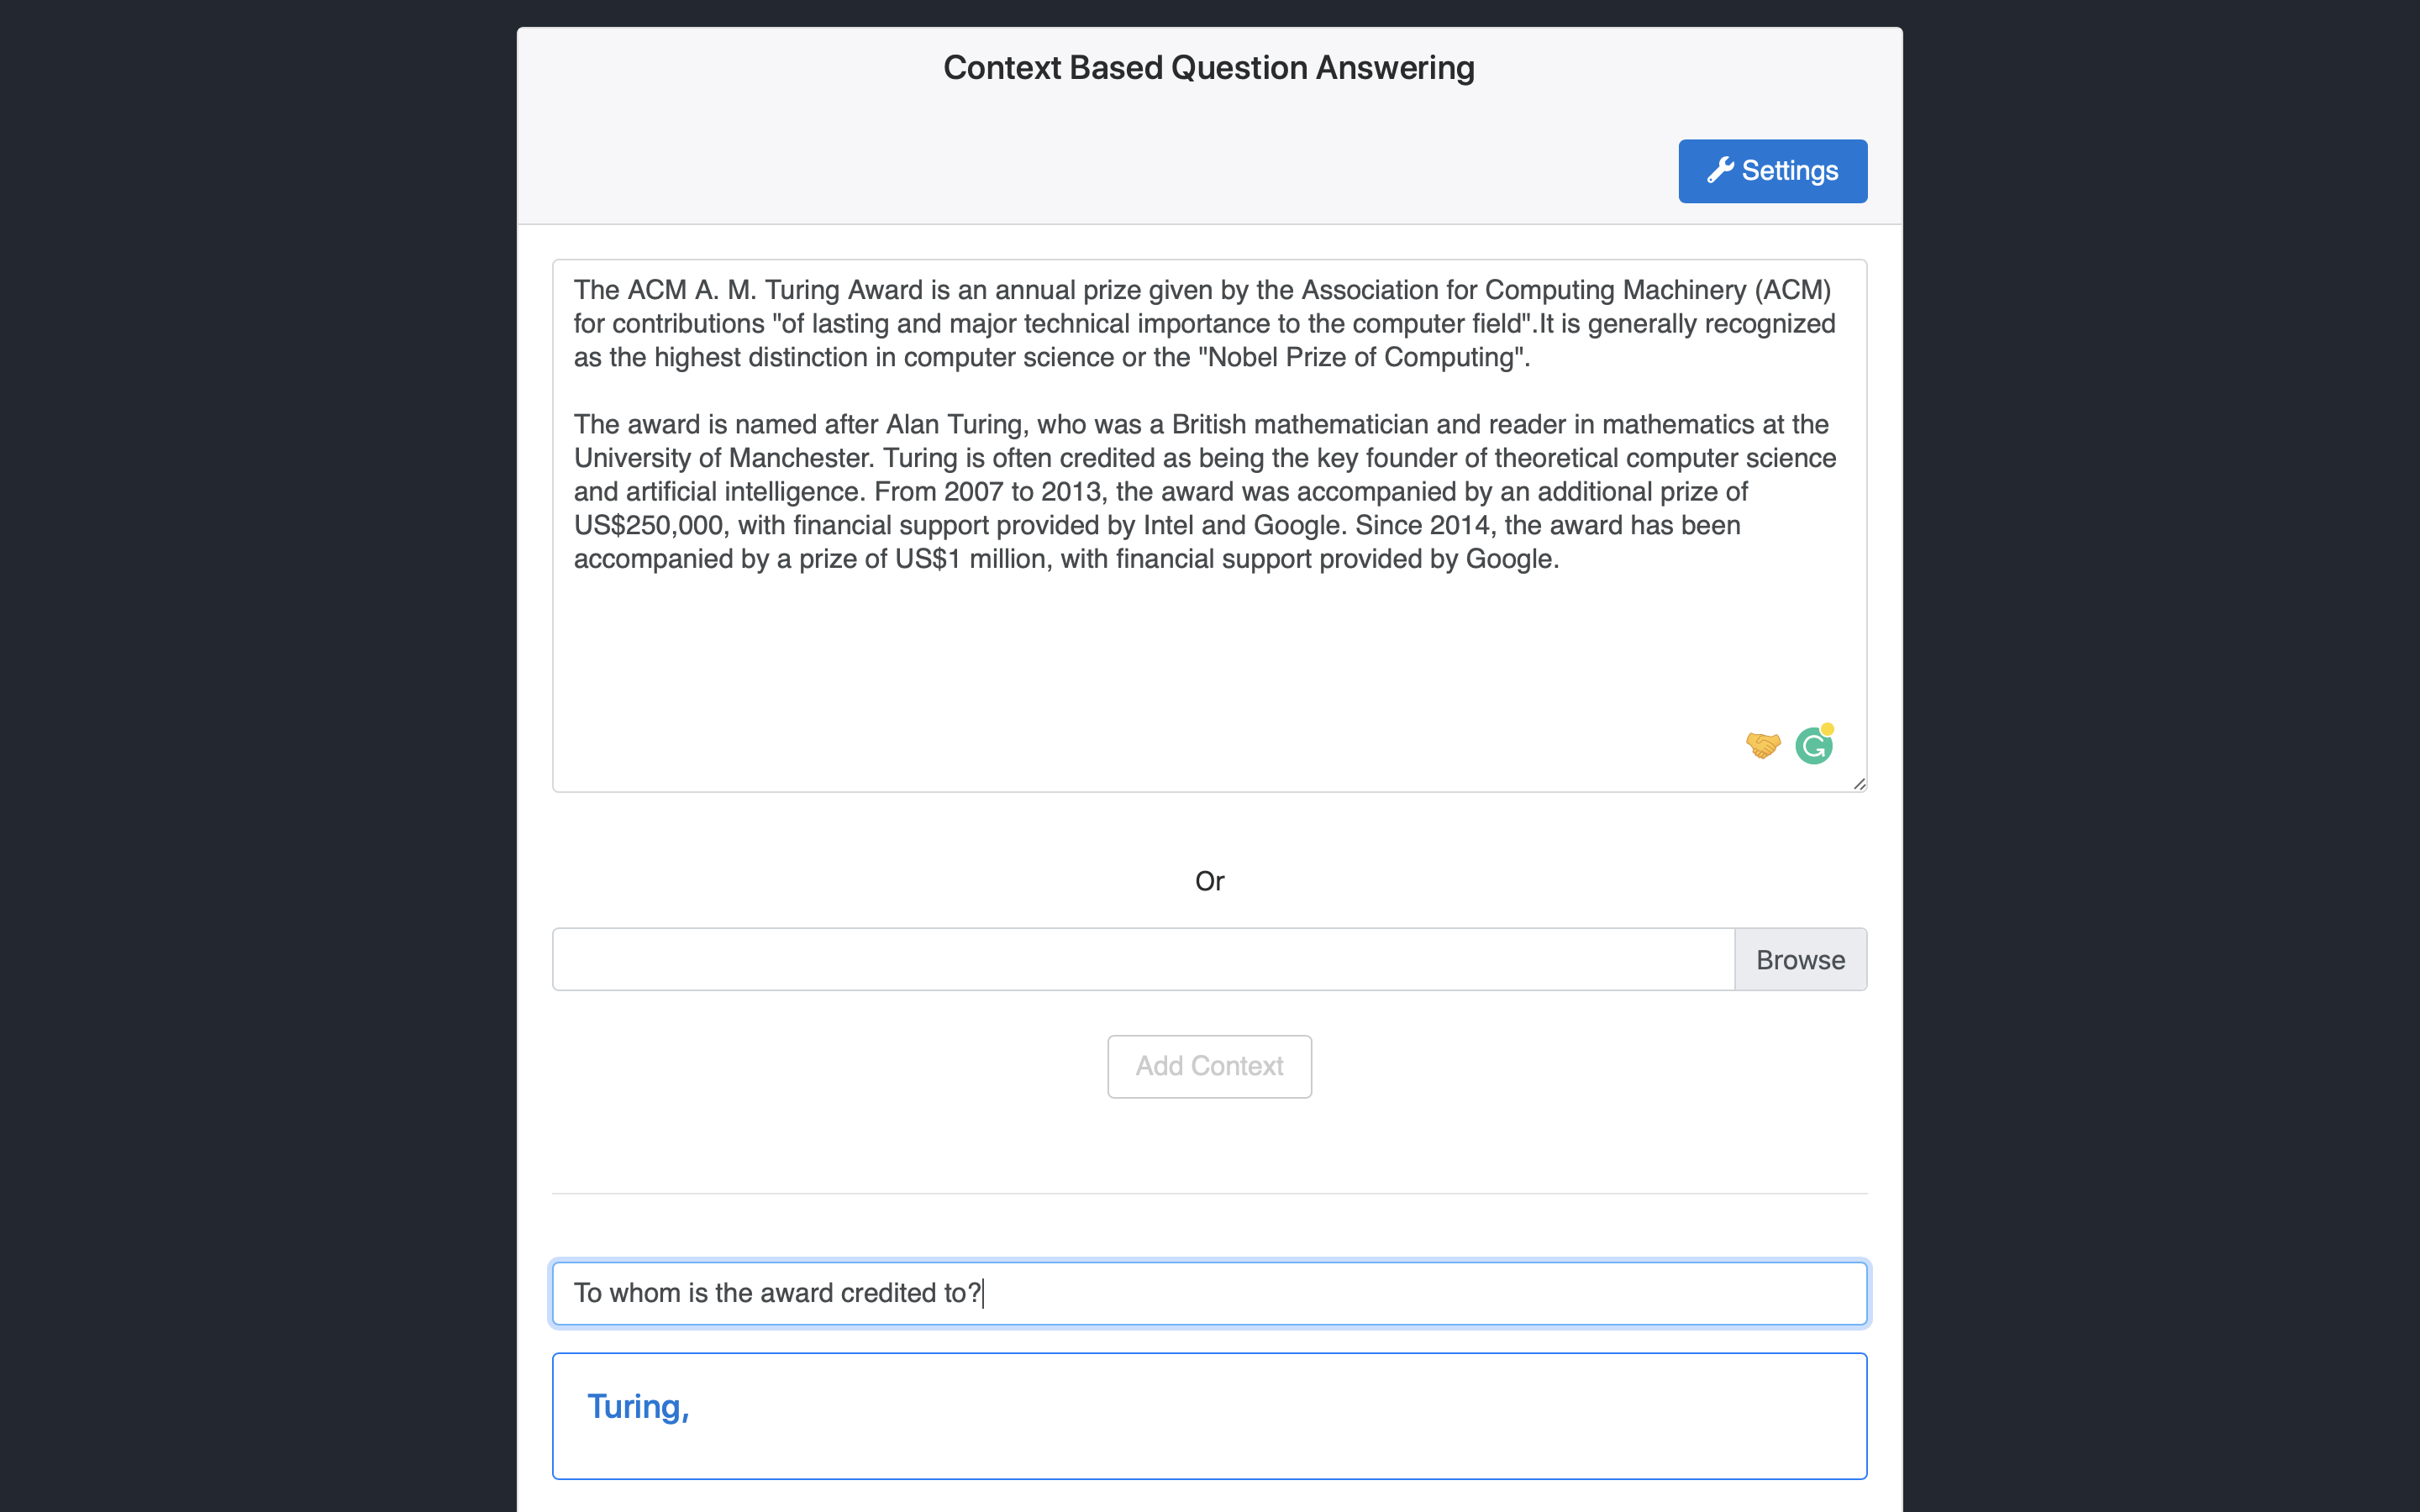 Context Based Question Answering
Settings
The ACM A. M. Turing Award is an annual prize given by the Association for Computing Machinery (ACM)
for contributions "of lasting and major technical importance to the computer field".It is generally recognized
as the highest distinction in computer science or the "Nobel Prize of Computing".
The award is named after Alan Turing, who was a British mathematician and reader in mathematics at the
University of Manchester. Turing is often credited as being the key founder of theoretical computer science
and artificial intelligence. From 2007 to 2013, the award was accompanied by an additional prize of
US$250,000, with financial support provided by Intel and Google. Since 2014, the award has been
accompanied by a prize of US$1 million, with financial support provided by Google.
Or
Browse
Add Context
To whom is the award credited to?
Turing,